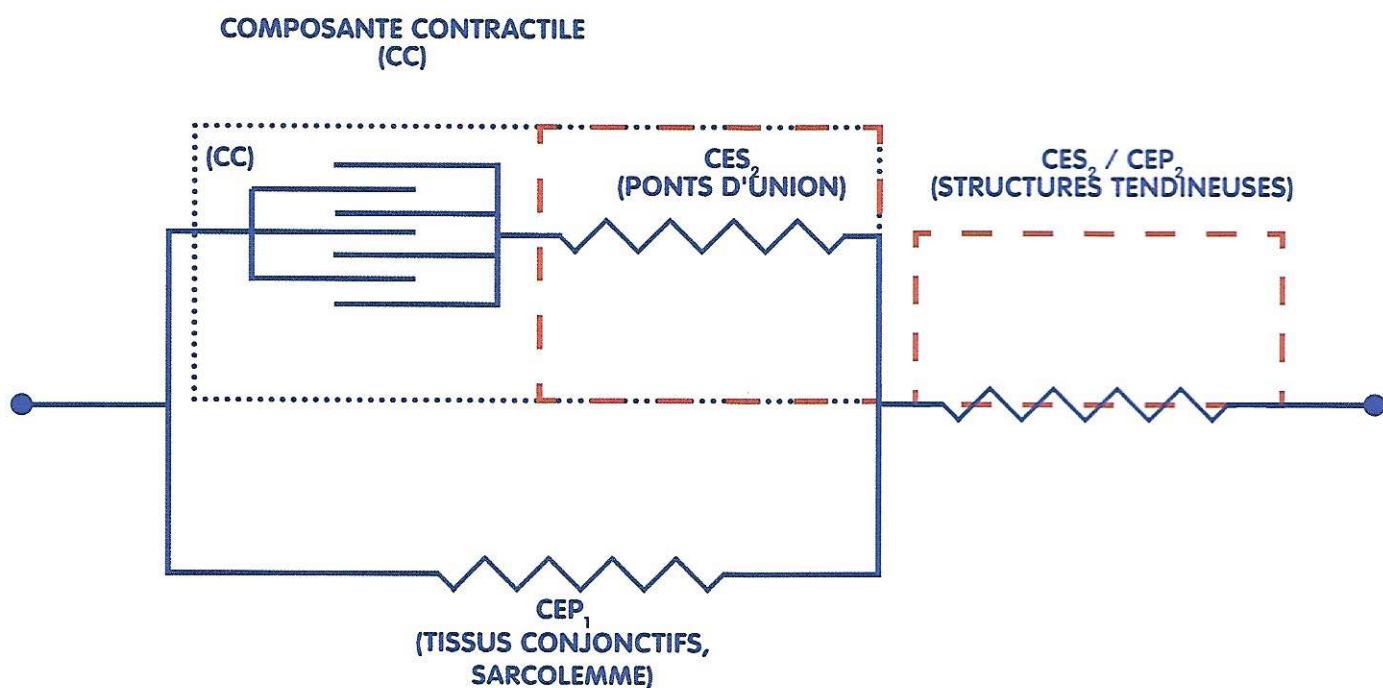 COMPOSANTE CONTRACTILE
(CC)
(CC)
CES₂
(PONTS D'UNION)
CES₂ / CEP₂
(STRUCTURES TENDINEUSES)
CEP₁
(TISSUS CONJONCTIFS,
SARCOLEMME)